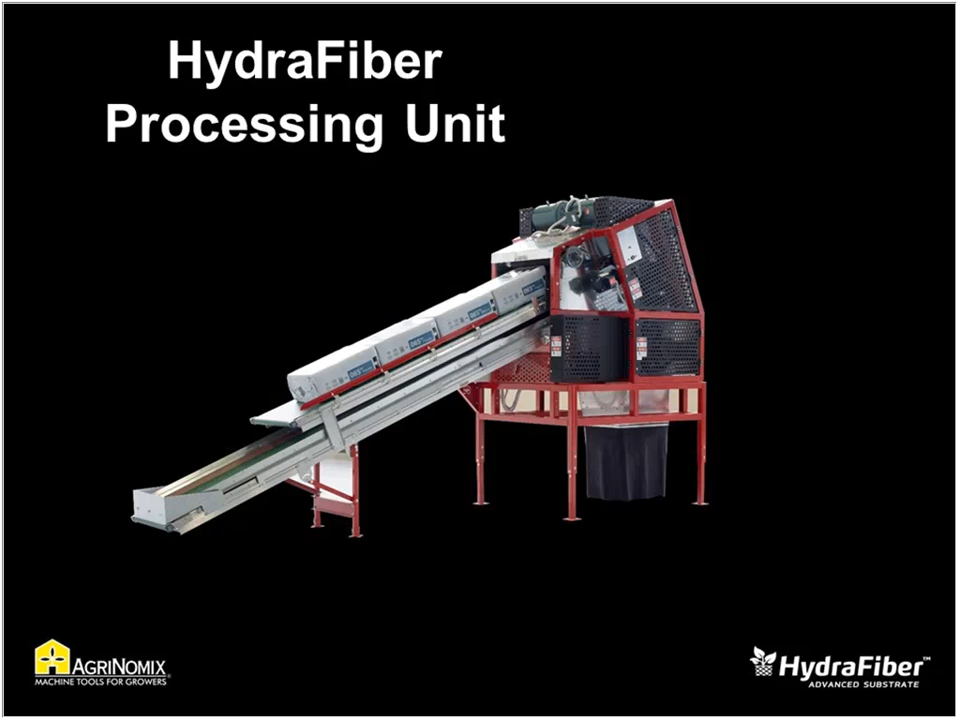 HydraFiber
Processing Unit
AGRINOMIX®
MACHINE TOOLS FOR GROWERS
HydraFiber™
ADVANCED SUBSTRATE